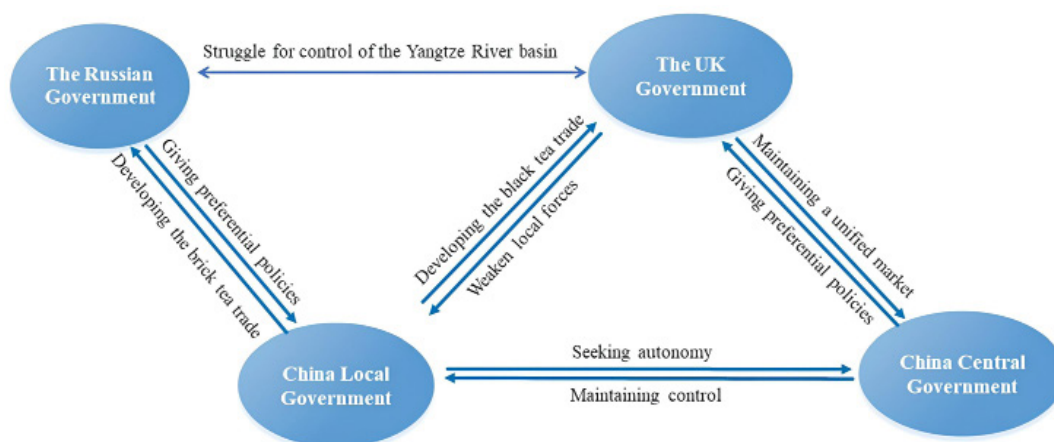 Struggle for control of the Yangtze River basin
The Russian
Government
The UK
Government
Giving preferential policies
Developing the brick tea trade
Developing the black tea trade
Weaken local forces
Maintaining a unified market
Giving preferential policies
China Local
Government
Seeking autonomy
Maintaining control
China Central
Government